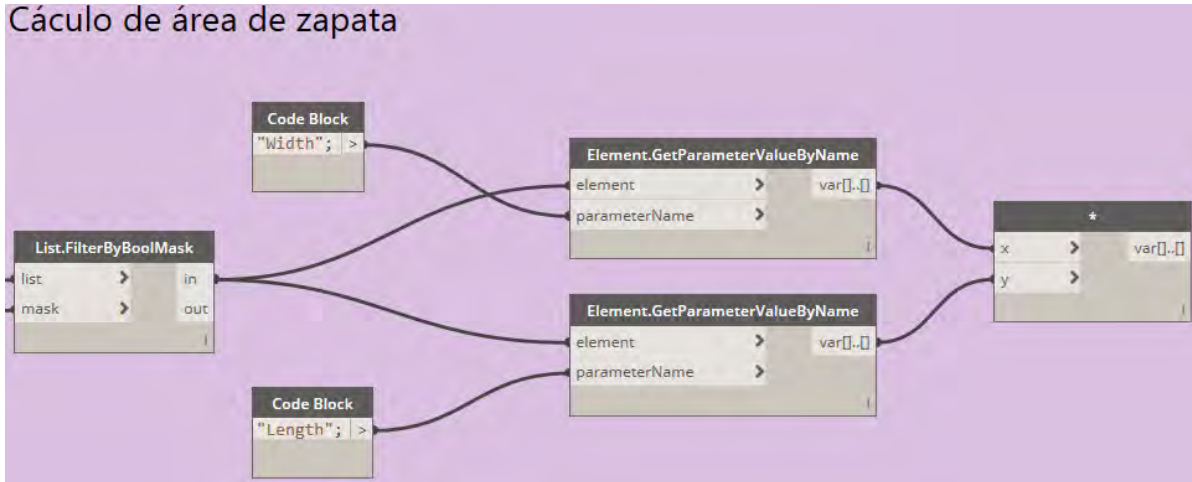 Cáculo de área de zapata
Code Block
"Width"; >
Element.GetParameterValueByName
element > var[]..[]
parameterName >
l
*
x > var[]..[]
y >
l
List.FilterByBoolMask
list > in
mask > out
l
Element.GetParameterValueByName
element > var[]..[]
parameterName >
l
Code Block
"Length"; >